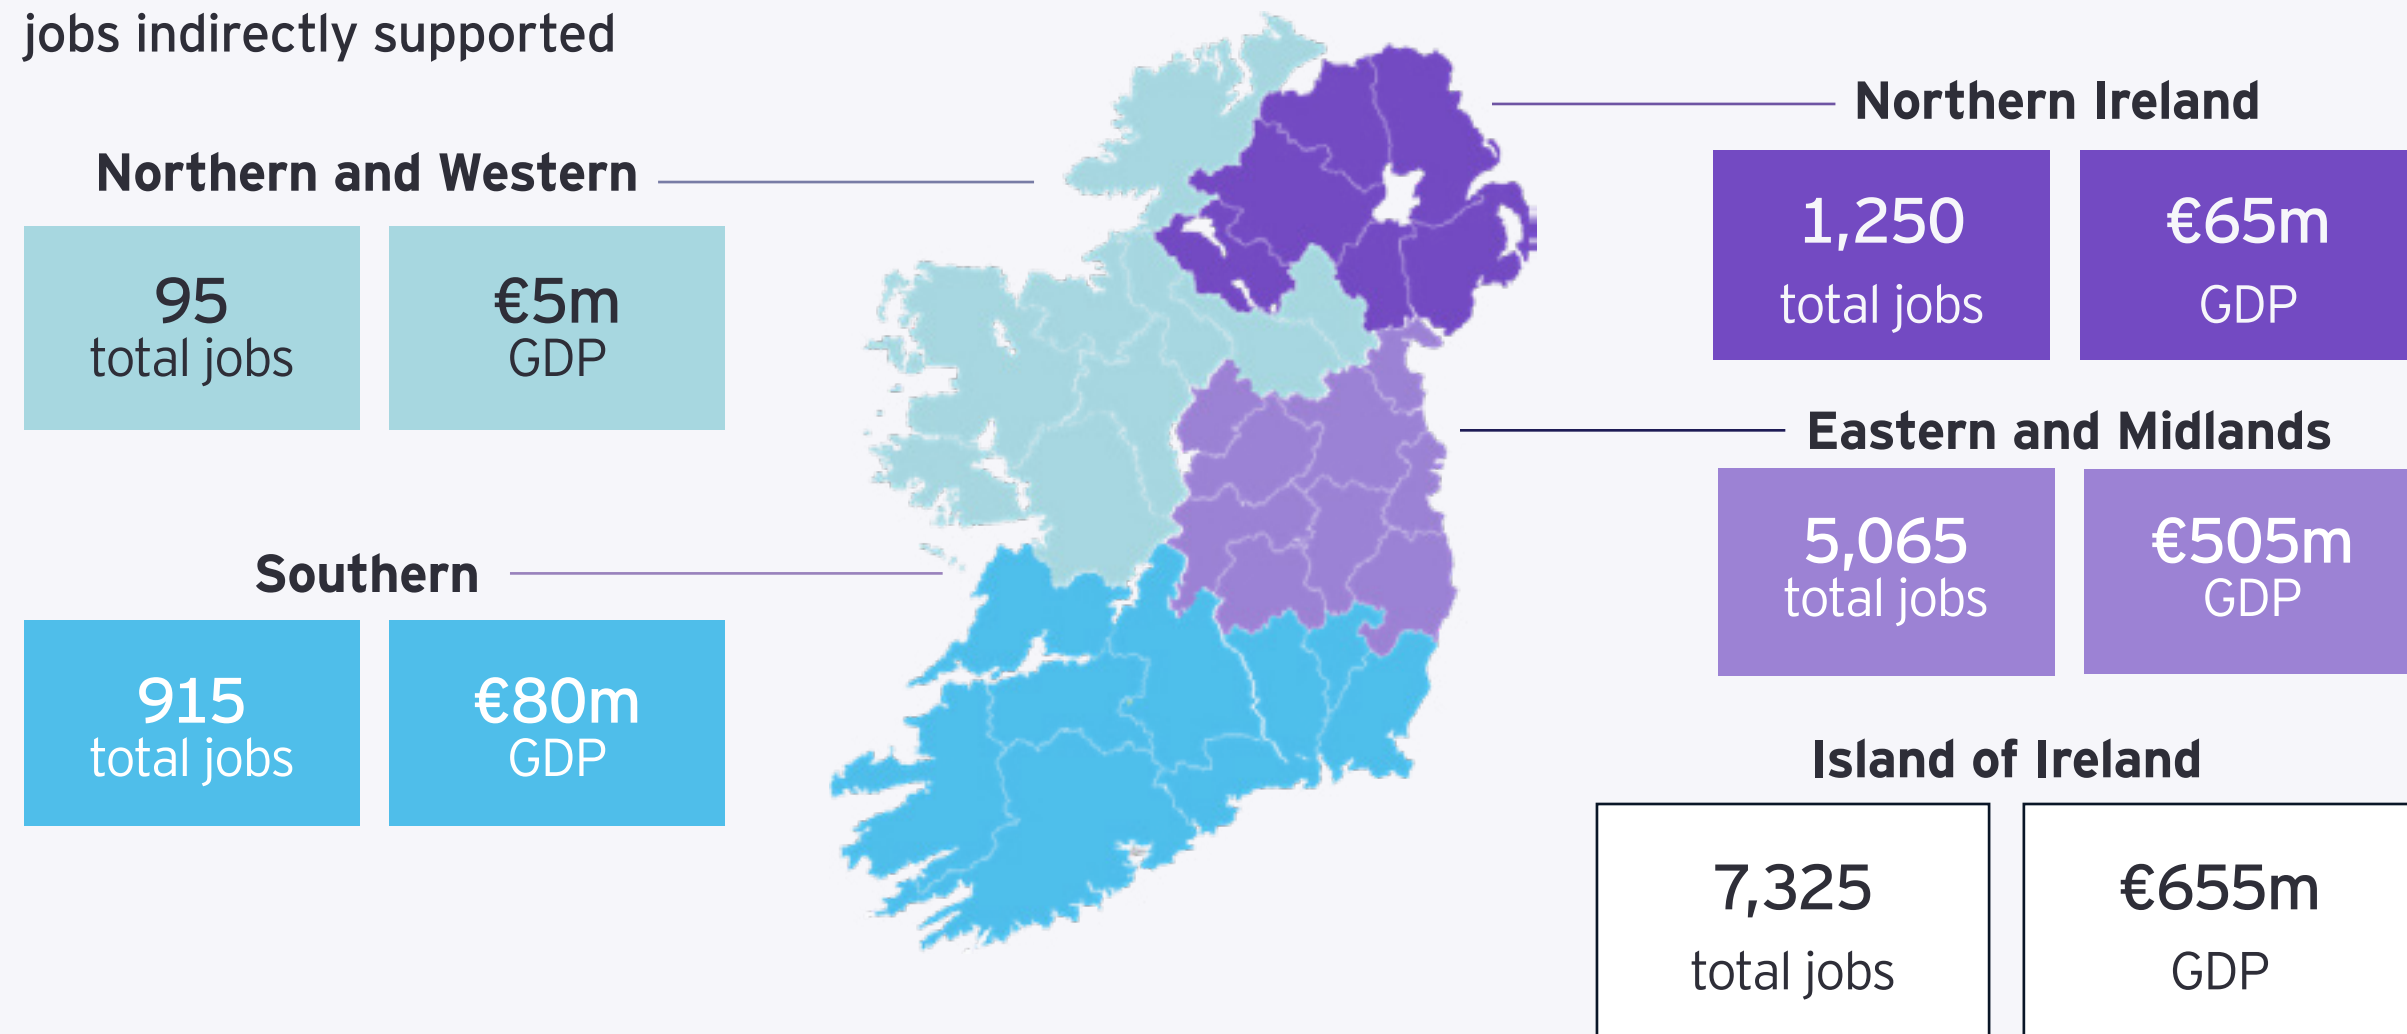 jobs indirectly supported
Northern and Western
95
total jobs
€5m
GDP
Southern
915
total jobs
€80m
GDP
Northern Ireland
1,250
total jobs
€65m
GDP
Eastern and Midlands
5,065
total jobs
€505m
GDP
Island of Ireland
7,325
total jobs
€655m
GDP